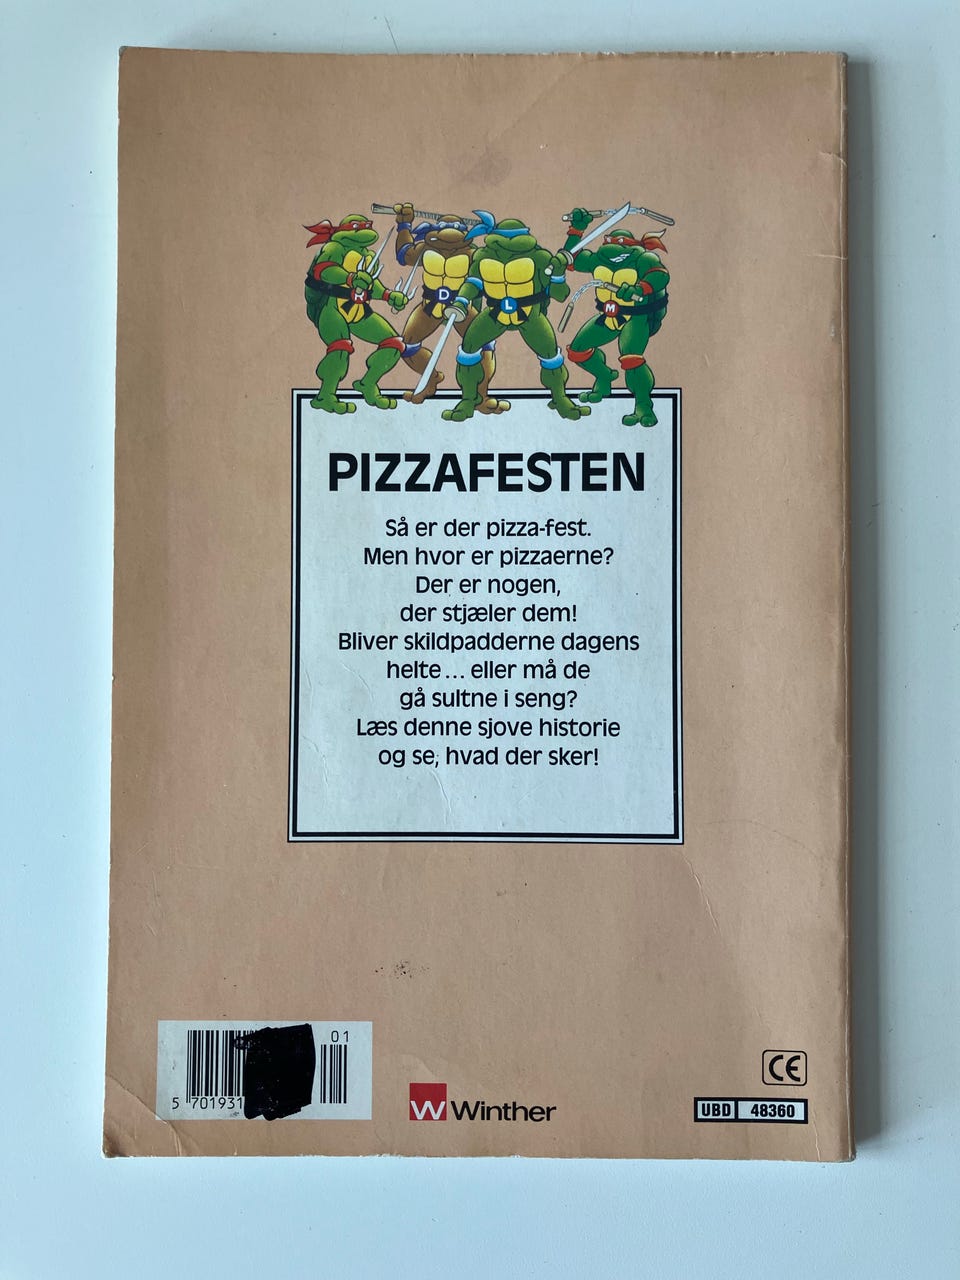 R
D
L
M
PIZZAFESTEN
Så er der pizza-fest.
Men hvor er pizzaerne?
Der er nogen,
der stjæler dem!
Bliver skildpadderne dagens
helte... eller må de
gå sultne i seng?
Læs denne sjove historie
og se, hvad der sker!
01
5 701931
W Winther
CE
UBD 48360